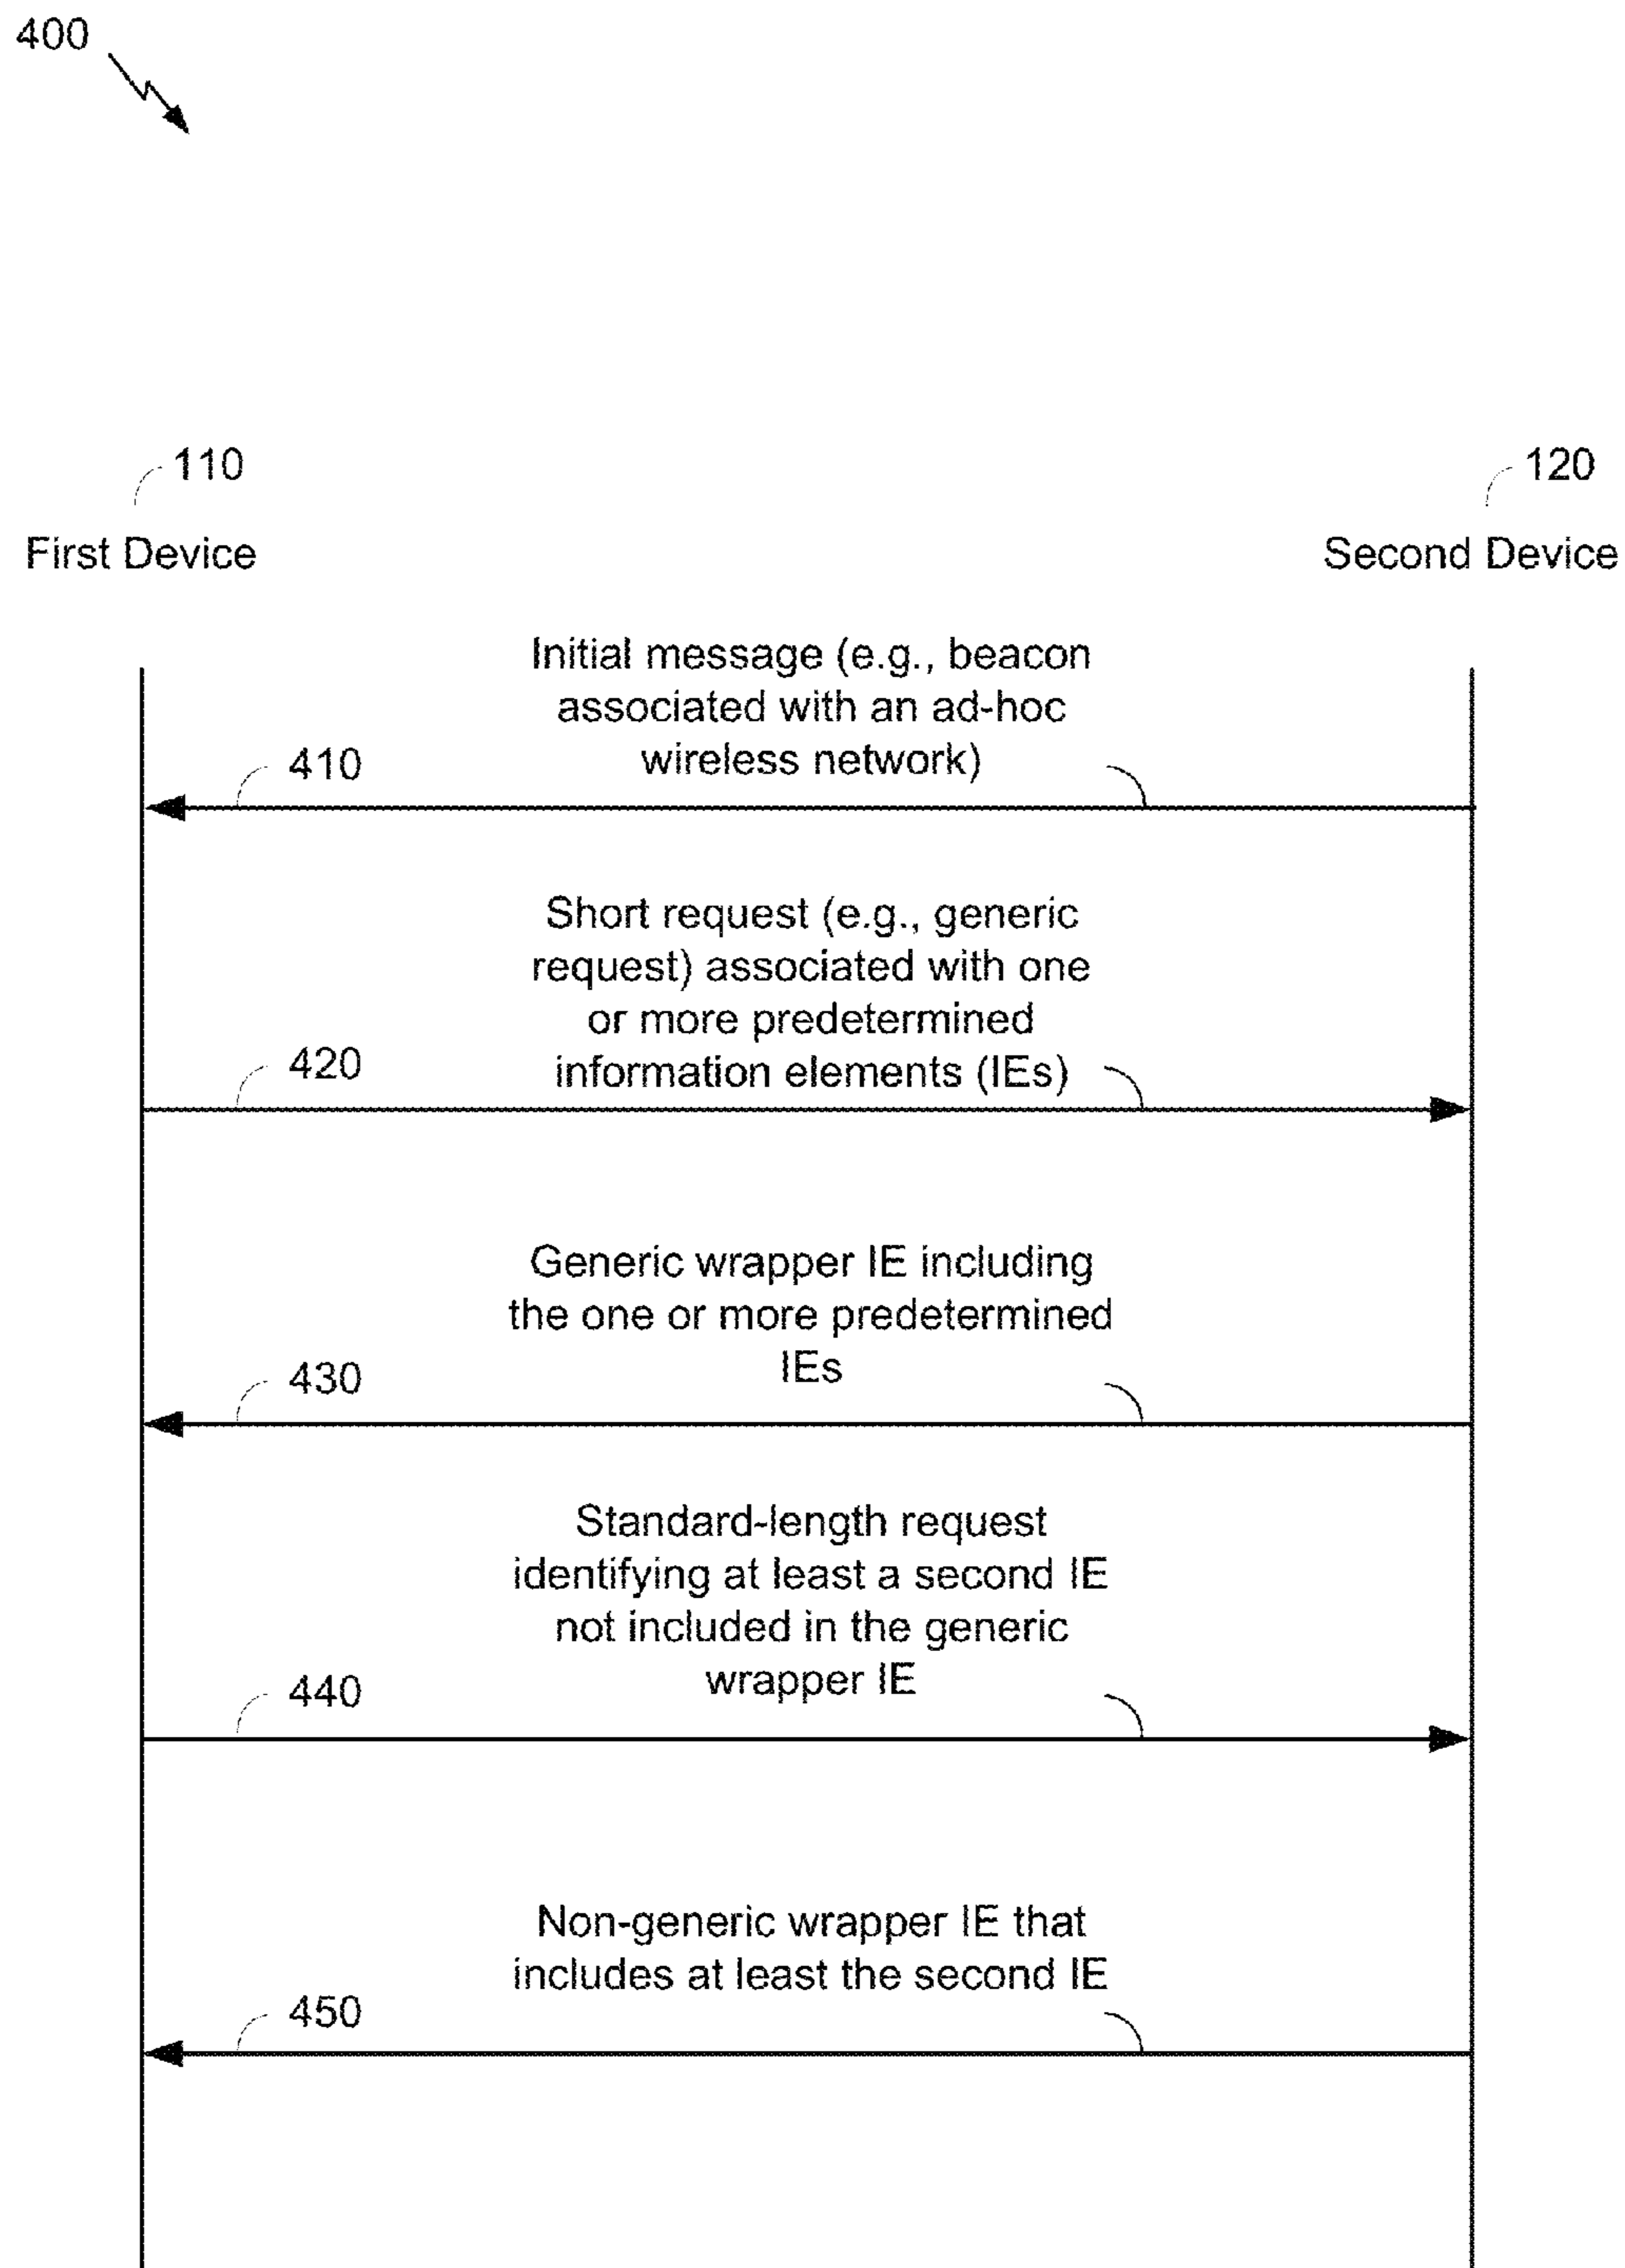 400
110
120
First Device
Second Device
Initial message (e.g., beacon
associated with an ad-hoc
wireless network)
410
Short request (e.g., generic
request) associated with one
or more predetermined
information elements (IEs)
420
Generic wrapper IE including
the one or more predetermined
IEs
430
Standard-length request
identifying at least a second IE
not included in the generic
wrapper IE
440
Non-generic wrapper IE that
includes at least the second IE
450